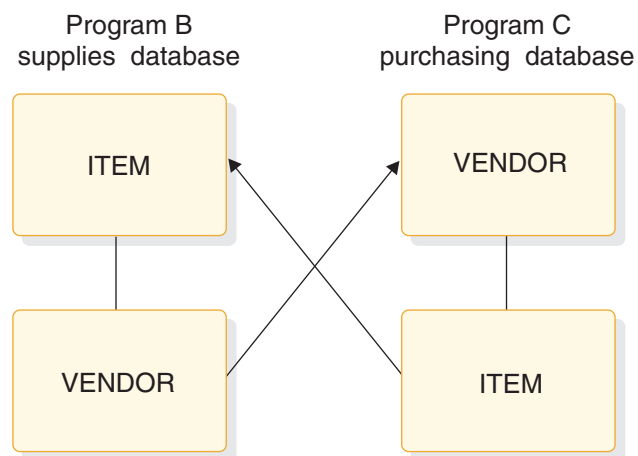 Program B
supplies database
Program C
purchasing database
ITEM
VENDOR
VENDOR
ITEM